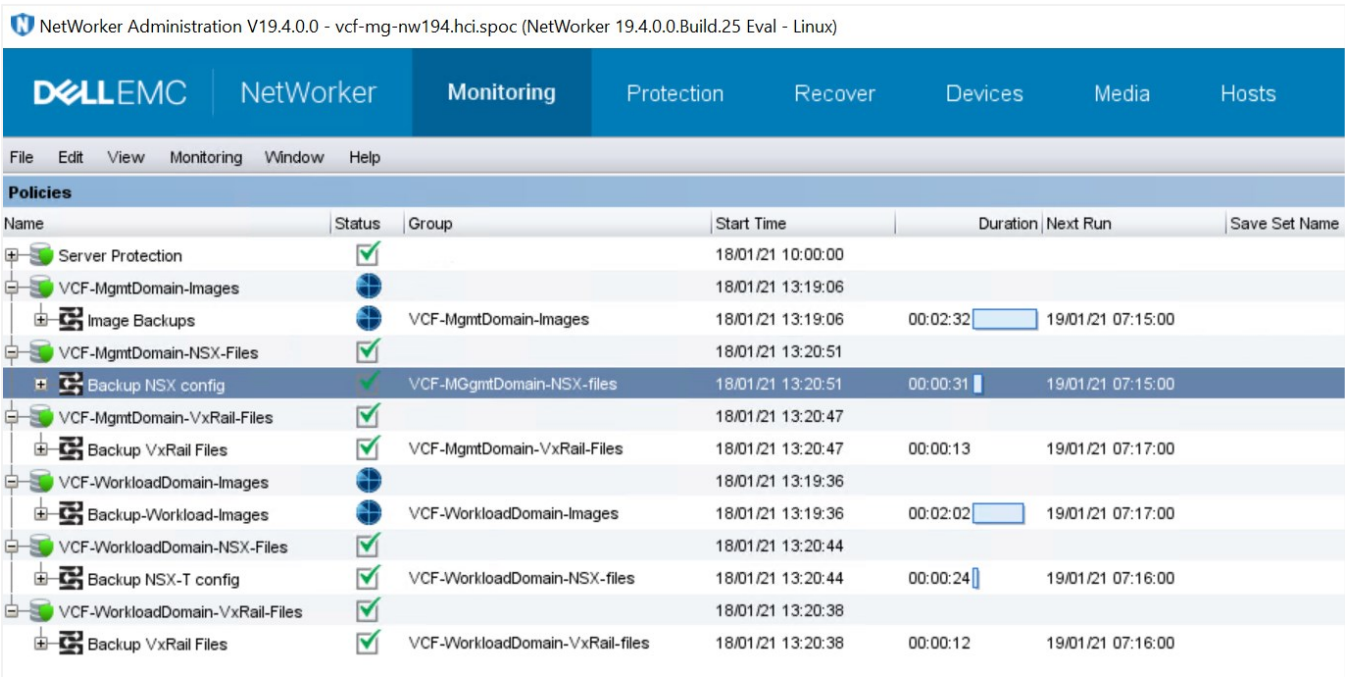 NetWorker Administration V19.4.0.0 - vcf-mg-nw194.hci.spoc (NetWorker 19.4.0.0.Build.25 Eval - Linux)
DELLEMC NetWorker Monitoring Protection Recover Devices Media Hosts
File Edit View Monitoring Window Help
Policies
Name Status Group Start Time Duration Next Run Save Set Name
Server Protection 18/01/21 10:00:00
VCF-MgmtDomain-Images 18/01/21 13:19:06
Image Backups VCF-MgmtDomain-Images 18/01/21 13:19:06 00:02:32 19/01/21 07:15:00
VCF-MgmtDomain-NSX-Files 18/01/21 13:20:51
Backup NSX config VCF-MGgmtDomain-NSX-files 18/01/21 13:20:51 00:00:31 19/01/21 07:15:00
VCF-MgmtDomain-VxRail-Files 18/01/21 13:20:47
Backup VxRail Files VCF-MgmtDomain-VxRail-Files 18/01/21 13:20:47 00:00:13 19/01/21 07:17:00
VCF-WorkloadDomain-Images 18/01/21 13:19:36
Backup-Workload-Images VCF-WorkloadDomain-Images 18/01/21 13:19:36 00:02:02 19/01/21 07:17:00
VCF-WorkloadDomain-NSX-Files 18/01/21 13:20:44
Backup NSX-T config VCF-WorkloadDomain-NSX-files 18/01/21 13:20:44 00:00:24 19/01/21 07:16:00
VCF-WorkloadDomain-VxRail-Files 18/01/21 13:20:38
Backup VxRail Files VCF-WorkloadDomain-VxRail-files 18/01/21 13:20:38 00:00:12 19/01/21 07:16:00